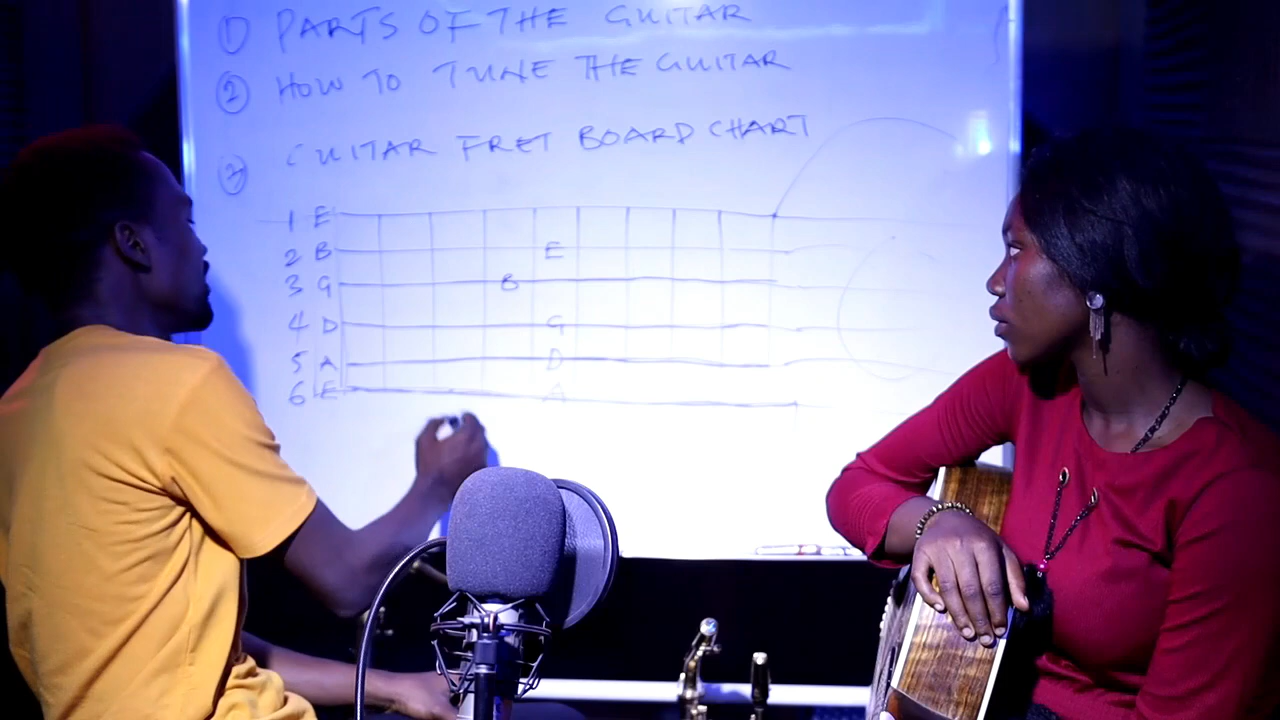 ① PARTS OF THE GUITAR
② HOW TO TUNE THE GUITAR
③ GUITAR FRET BOARD CHART
1 E
2 B E
3 G B
4 D G
5 A D
6 E A